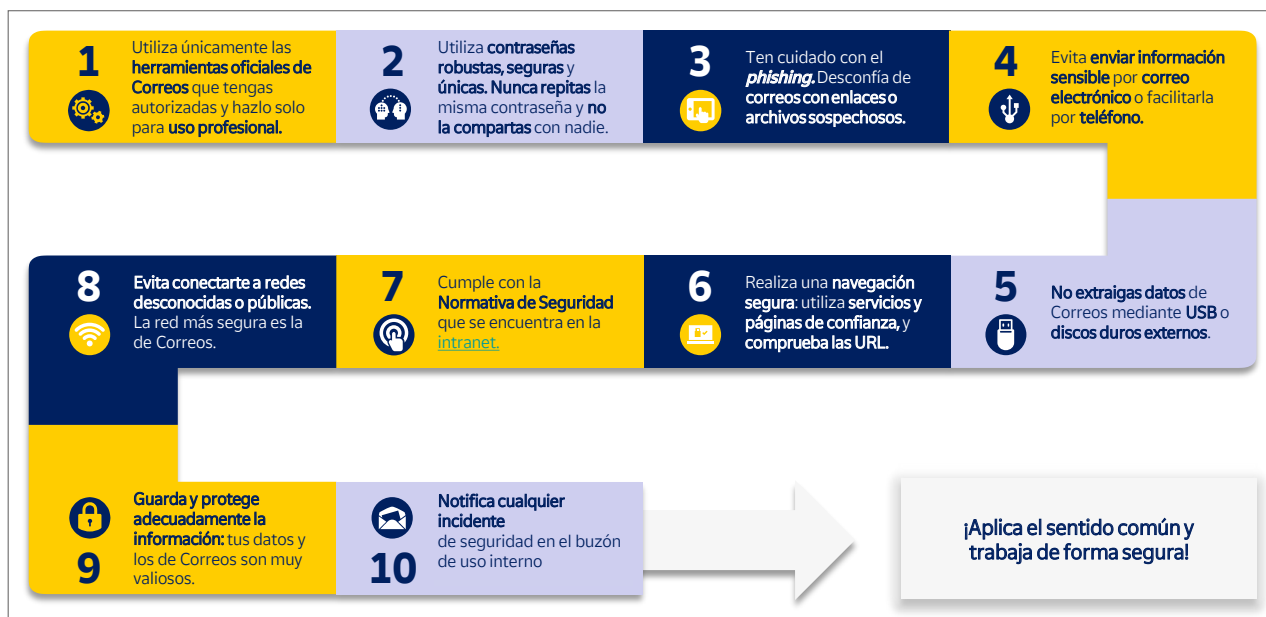 1
Utiliza únicamente las
herramientas oficiales de
Correos que tengas
autorizadas y hazlo solo
para uso profesional.
2
Utiliza contraseñas
robustas, seguras y
únicas. Nunca repitas la
misma contraseña y no
la compartas con nadie.
3
Ten cuidado con el
phishing. Desconfía de
correos con enlaces o
archivos sospechosos.
4
Evita enviar información
sensible por correo
electrónico o facilitarla
por teléfono.
5
No extraigas datos de
Correos mediante USB o
discos duros externos.
6
Realiza una navegación
segura: utiliza servicios y
páginas de confianza, y
comprueba las URL.
7
Cumple con la
Normativa de Seguridad
que se encuentra en la
intranet.
8
Evita conectarte a redes
desconocidas o públicas.
La red más segura es la
de Correos.
9
Guarda y protege
adecuadamente la
información: tus datos y
los de Correos son muy
valiosos.
10
Notifica cualquier
incidente
de seguridad en el buzón
de uso interno
¡Aplica el sentido común y
trabaja de forma segura!